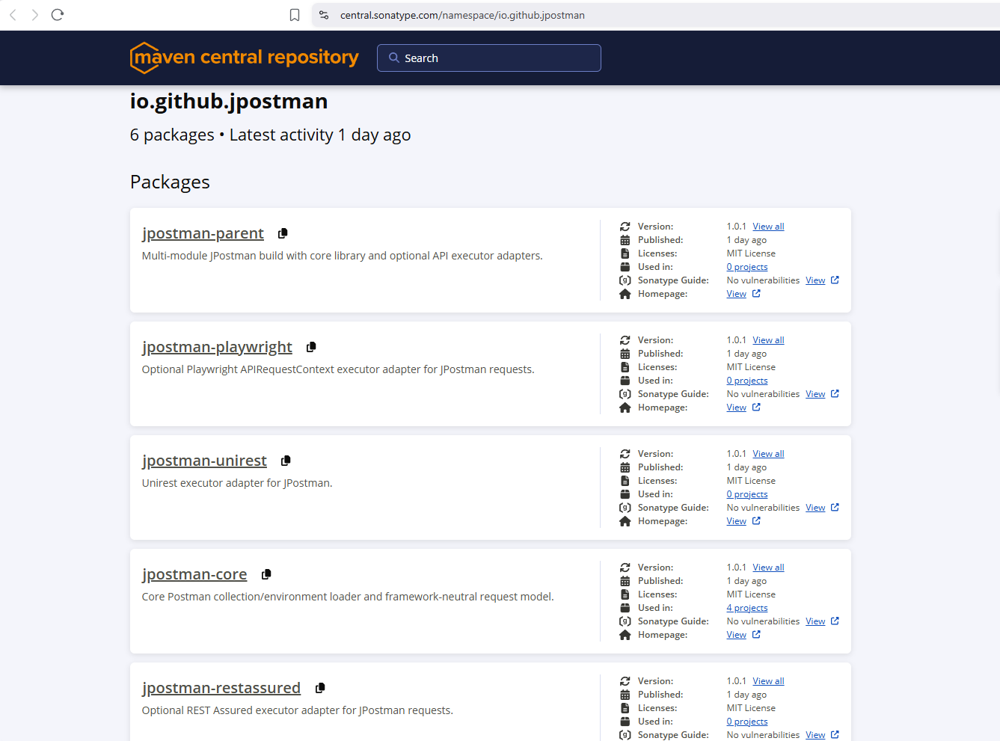 central.sonatype.com/namespace/io.github.jpostman
maven central repository
Search
io.github.jpostman
6 packages • Latest activity 1 day ago
Packages
jpostman-parent
Multi-module JPostman build with core library and optional API executor adapters.
Version: 1.0.1 View all
Published: 1 day ago
Licenses: MIT License
Used in: 0 projects
Sonatype Guide: No vulnerabilities View
Homepage: View
jpostman-playwright
Optional Playwright APIRequestContext executor adapter for JPostman requests.
Version: 1.0.1 View all
Published: 1 day ago
Licenses: MIT License
Used in: 0 projects
Sonatype Guide: No vulnerabilities View
Homepage: View
jpostman-unirest
Unirest executor adapter for JPostman.
Version: 1.0.1 View all
Published: 1 day ago
Licenses: MIT License
Used in: 0 projects
Sonatype Guide: No vulnerabilities View
Homepage: View
jpostman-core
Core Postman collection/environment loader and framework-neutral request model.
Version: 1.0.1 View all
Published: 1 day ago
Licenses: MIT License
Used in: 4 projects
Sonatype Guide: No vulnerabilities View
Homepage: View
jpostman-restassured
Optional REST Assured executor adapter for JPostman requests.
Version: 1.0.1 View all
Published: 1 day ago
Licenses: MIT License
Used in: 0 projects
Sonatype Guide: No vulnerabilities View